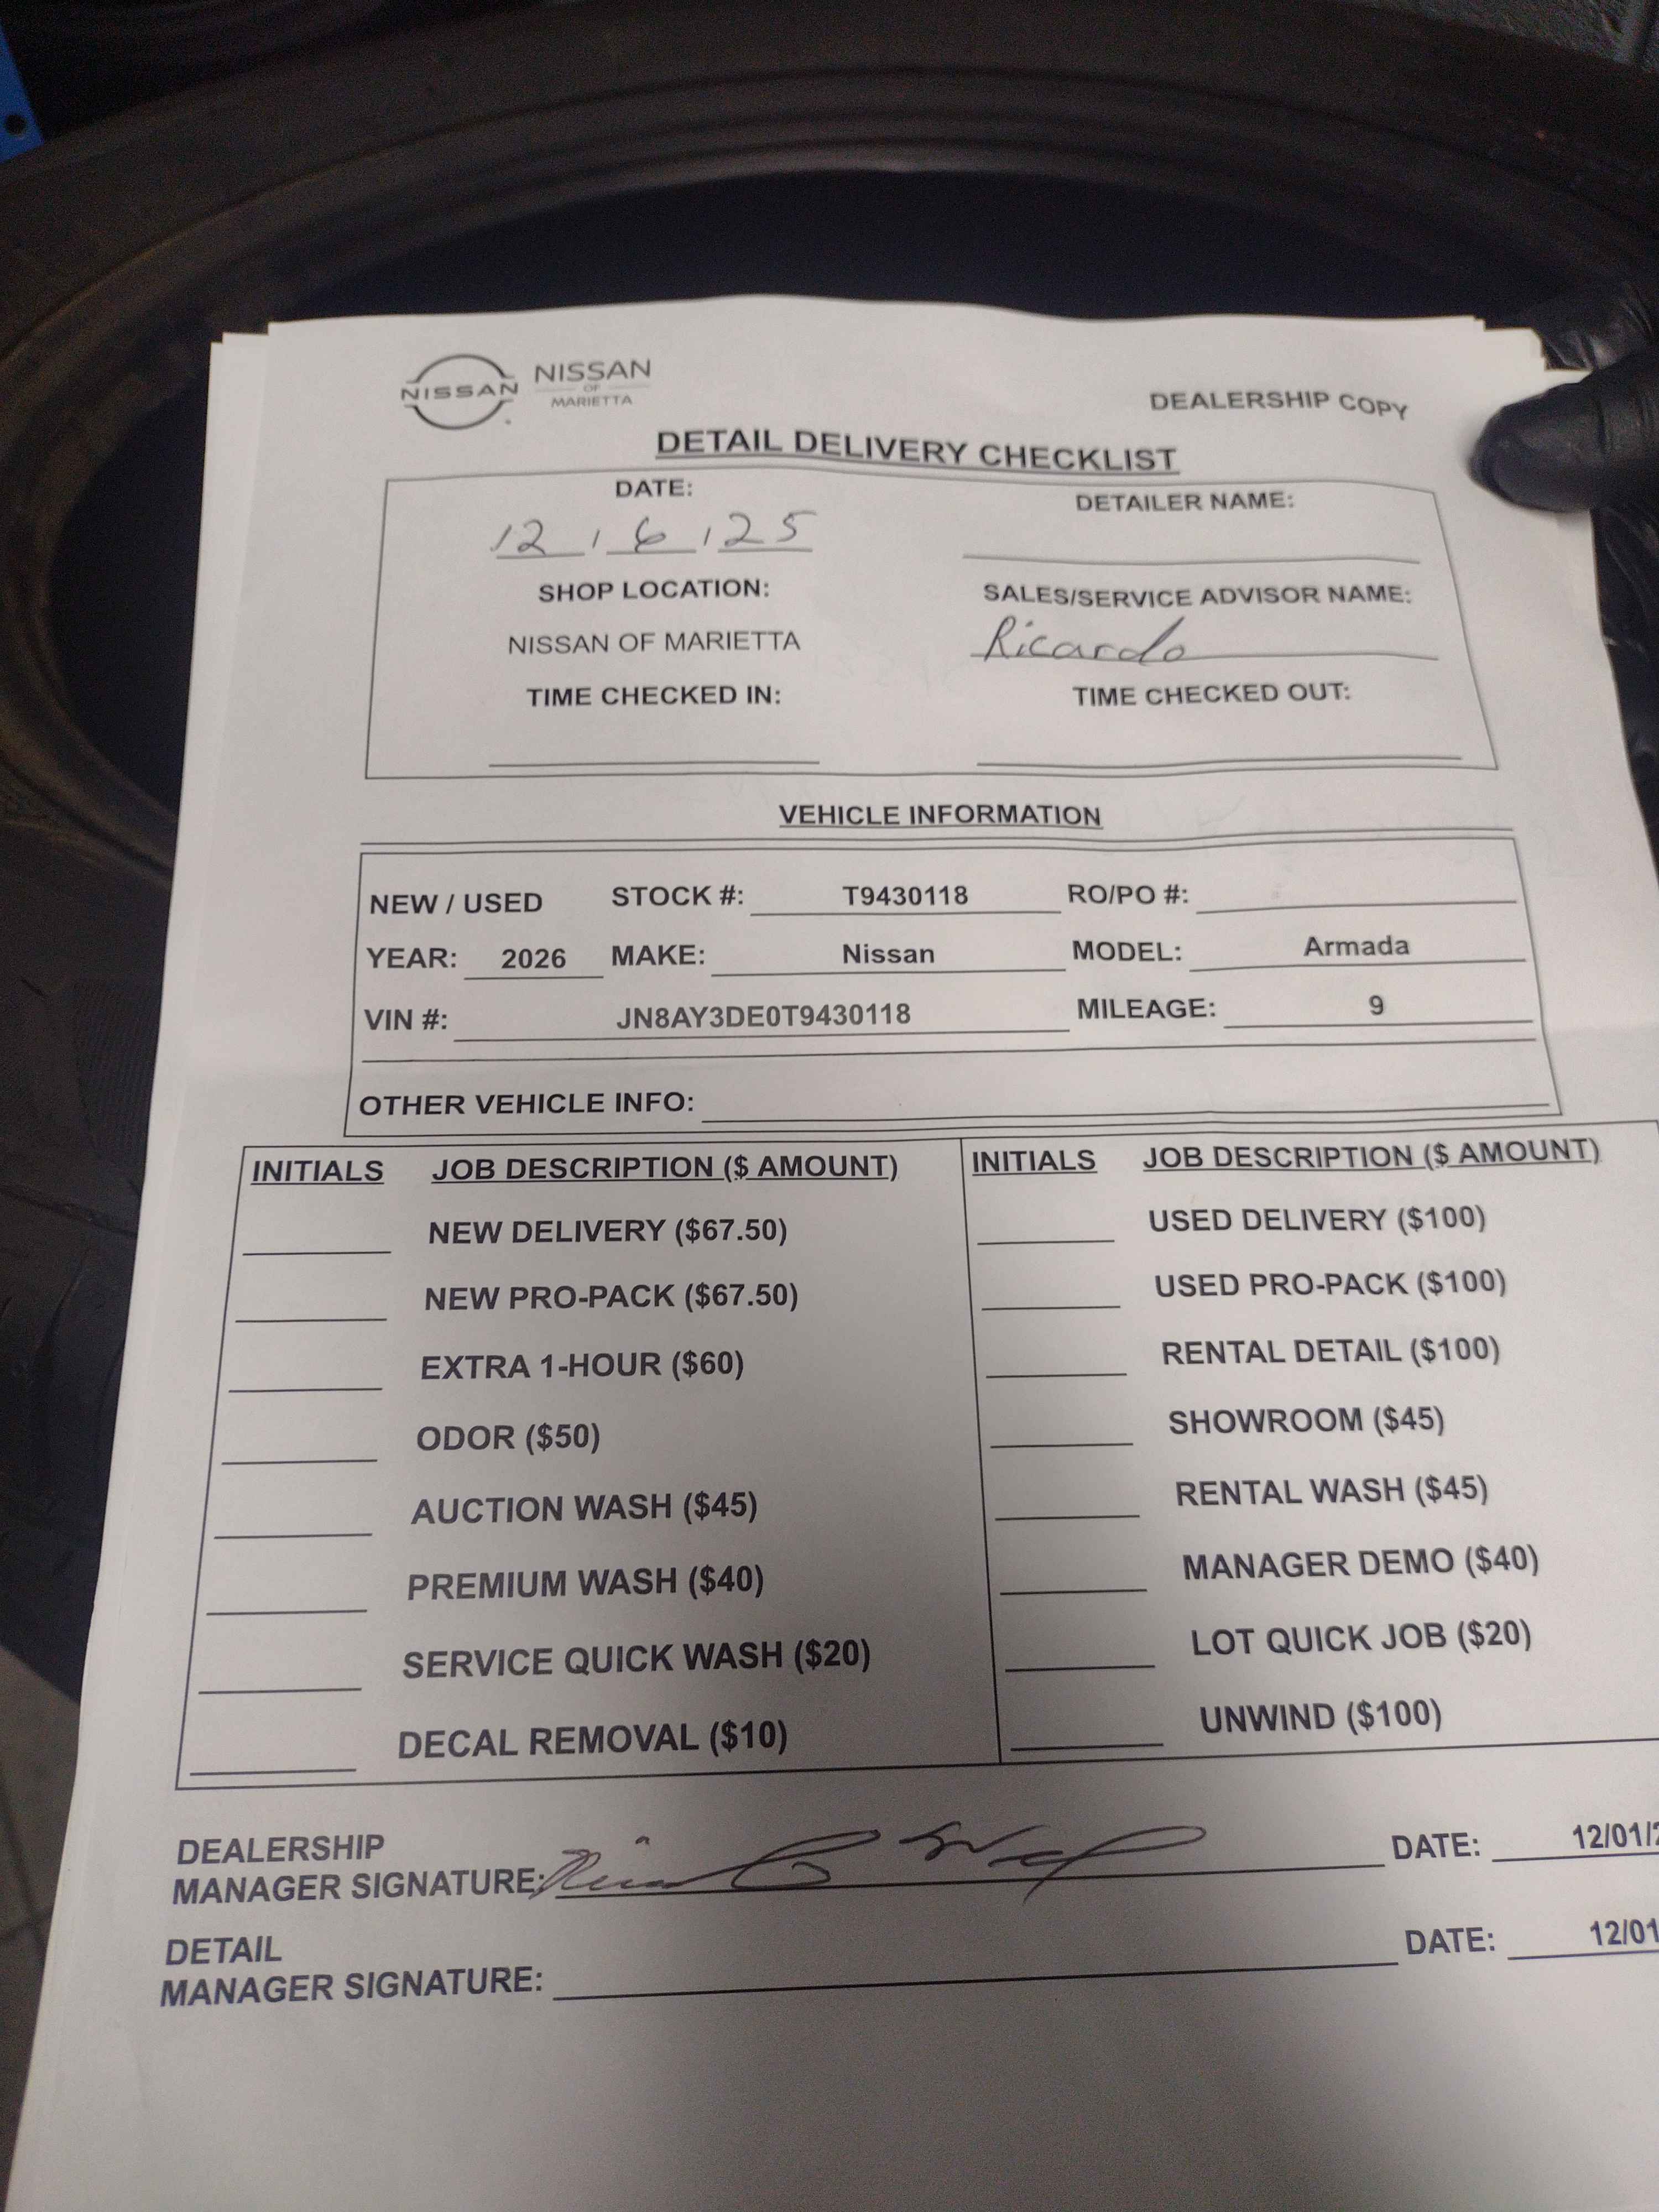 NISSAN
NISSAN
OF
MARIETTA
DEALERSHIP COPY
DETAIL DELIVERY CHECKLIST
DATE: DETAILER NAME:
12 / 6 / 25
SHOP LOCATION: SALES/SERVICE ADVISOR NAME:
NISSAN OF MARIETTA Ricardo
TIME CHECKED IN: TIME CHECKED OUT:
VEHICLE INFORMATION
NEW / USED STOCK #: T9430118 RO/PO #:
YEAR: 2026 MAKE: Nissan MODEL: Armada
VIN #: JN8AY3DE0T9430118 MILEAGE: 9
OTHER VEHICLE INFO:
INITIALS JOB DESCRIPTION ($ AMOUNT) INITIALS JOB DESCRIPTION ($ AMOUNT)
NEW DELIVERY ($67.50) USED DELIVERY ($100)
NEW PRO-PACK ($67.50) USED PRO-PACK ($100)
EXTRA 1-HOUR ($60) RENTAL DETAIL ($100)
ODOR ($50) SHOWROOM ($45)
AUCTION WASH ($45) RENTAL WASH ($45)
PREMIUM WASH ($40) MANAGER DEMO ($40)
SERVICE QUICK WASH ($20) LOT QUICK JOB ($20)
DECAL REMOVAL ($10) UNWIND ($100)
DEALERSHIP
MANAGER SIGNATURE: DATE: 12/01/2
DETAIL
MANAGER SIGNATURE: DATE: 12/01